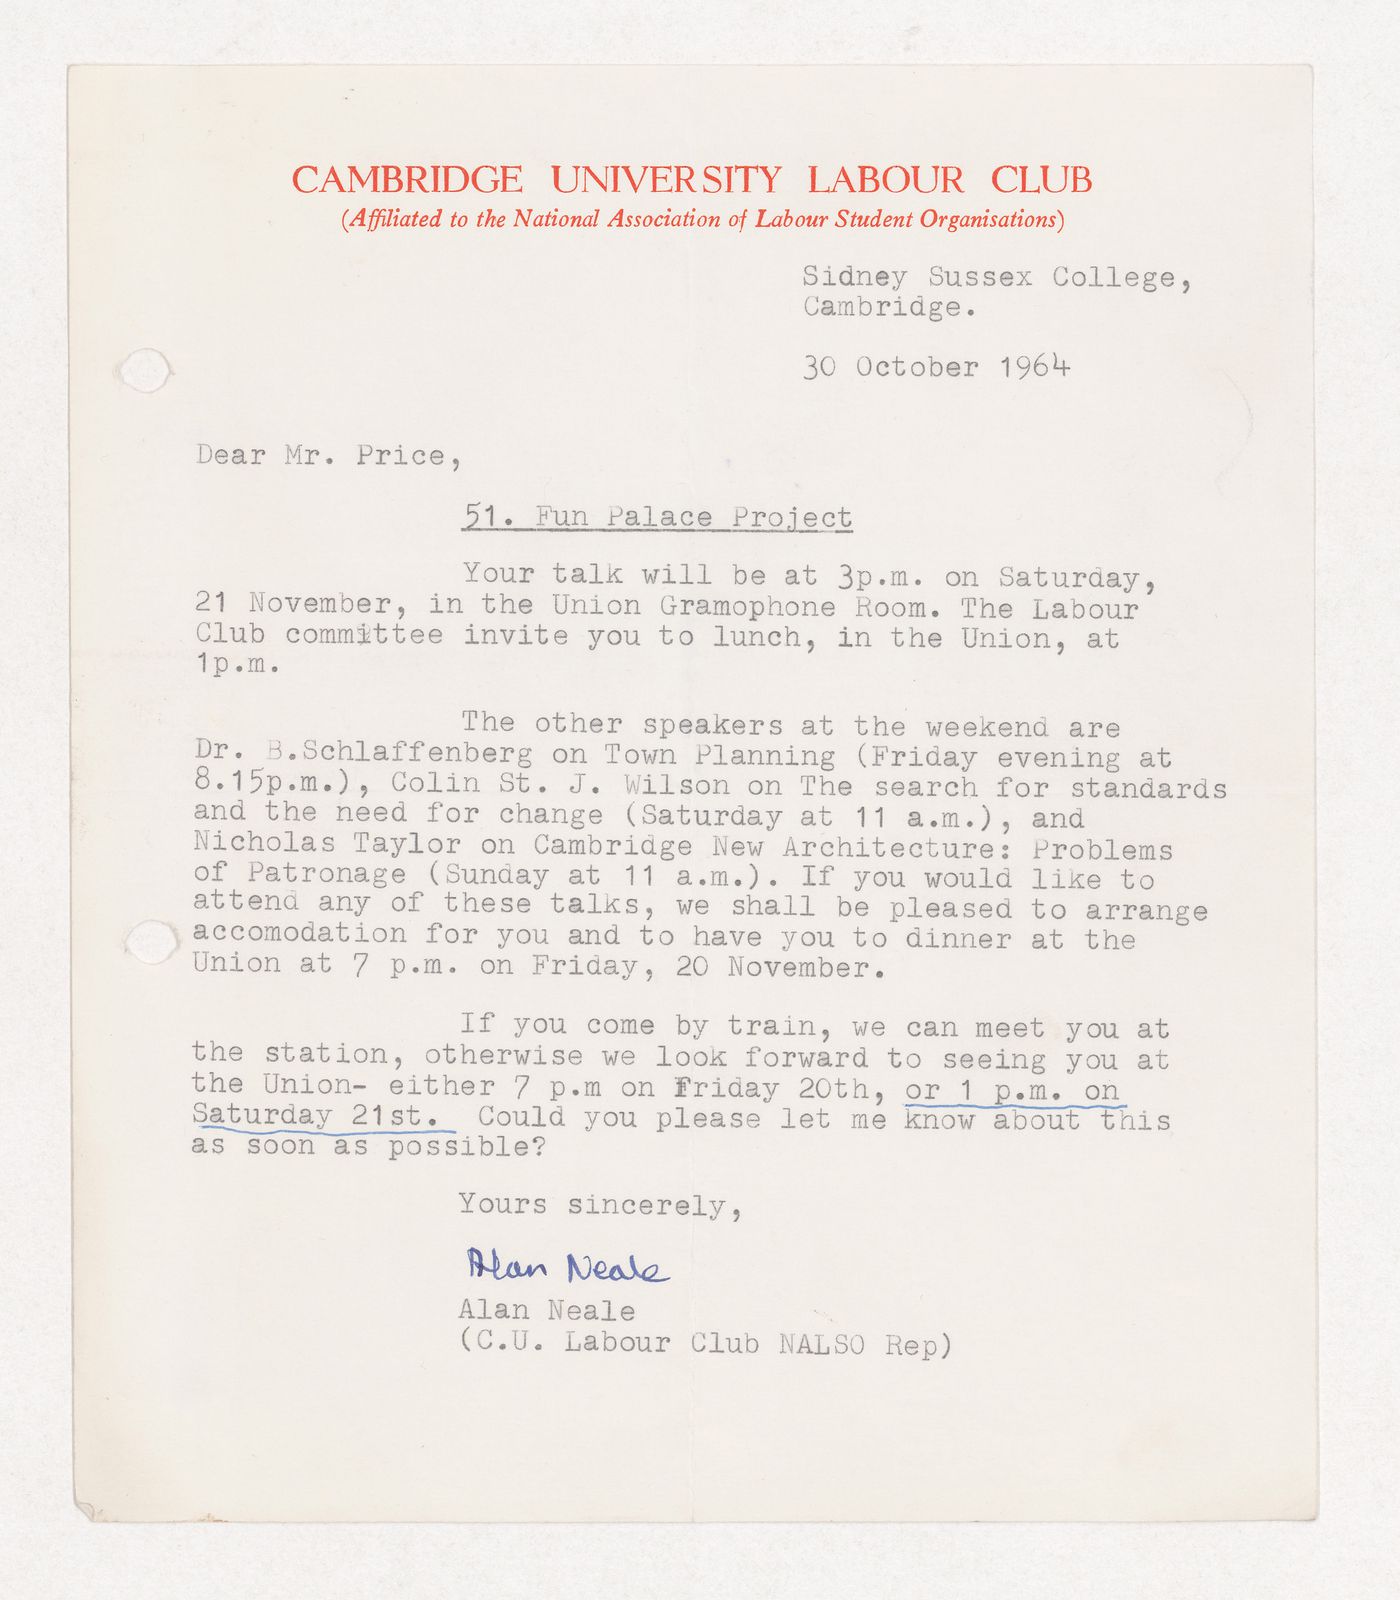 CAMBRIDGE UNIVERSITY LABOUR CLUB
(Affiliated to the National Association of Labour Student Organisations)
Sidney Sussex College,
Cambridge.
30 October 1964
Dear Mr. Price,
51. Fun Palace Project
Your talk will be at 3p.m. on Saturday,
21 November, in the Union Gramophone Room. The Labour
Club committee invite you to lunch, in the Union, at
1p.m.
The other speakers at the weekend are
Dr. B.Schlaffenberg on Town Planning (Friday evening at
8.15p.m.), Colin St. J. Wilson on The search for standards
and the need for change (Saturday at 11 a.m.), and
Nicholas Taylor on Cambridge New Architecture: Problems
of Patronage (Sunday at 11 a.m.). If you would like to
attend any of these talks, we shall be pleased to arrange
accomodation for you and to have you to dinner at the
Union at 7 p.m. on Friday, 20 November.
If you come by train, we can meet you at
the station, otherwise we look forward to seeing you at
the Union- either 7 p.m on Friday 20th, or 1 p.m. on
Saturday 21st. Could you please let me know about this
as soon as possible?
Yours sincerely,
Alan Neale
Alan Neale
(C.U. Labour Club NALSO Rep)